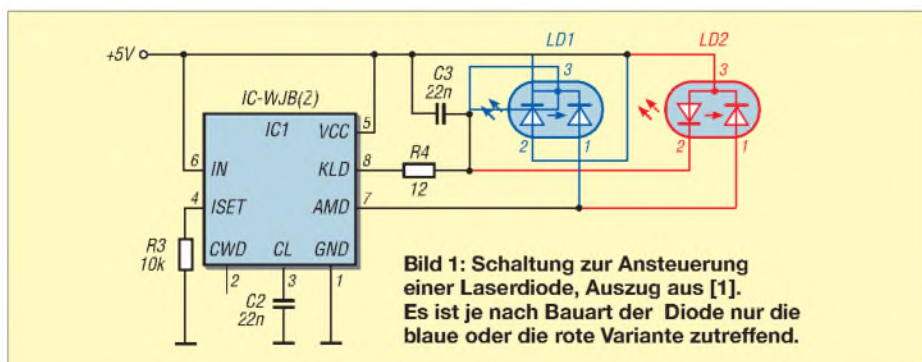 LD1
LD2
+5V
C3
22n
3
3
IC-WJB(Z)
IC1
VCC
5
2
1
2
1
6
IN
KLD
8
R4
12
4
ISET
AMD
7
R3
10k
CWD
CL
GND
2
3
1
C2
22n
Bild 1: Schaltung zur Ansteuerung
einer Laserdiode, Auszug aus [1].
Es ist je nach Bauart der Diode nur die
blaue oder die rote Variante zutreffend.